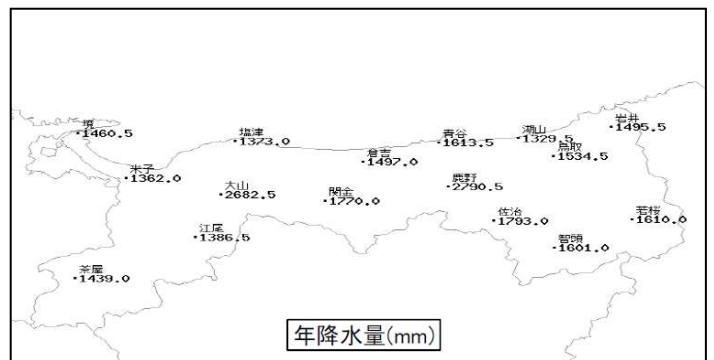 境
1460.5
米子
1362.0
塩津
1373.0
大山
2682.5
江尾
1386.5
茶屋
1439.0
倉吉
1497.0
関金
1770.0
青谷
1613.5
鹿野
2790.5
湖山
1329.5
鳥取
1534.5
岩井
1495.5
佐治
1793.0
智頭
1601.0
若桜
1610.0
年降水量(mm)